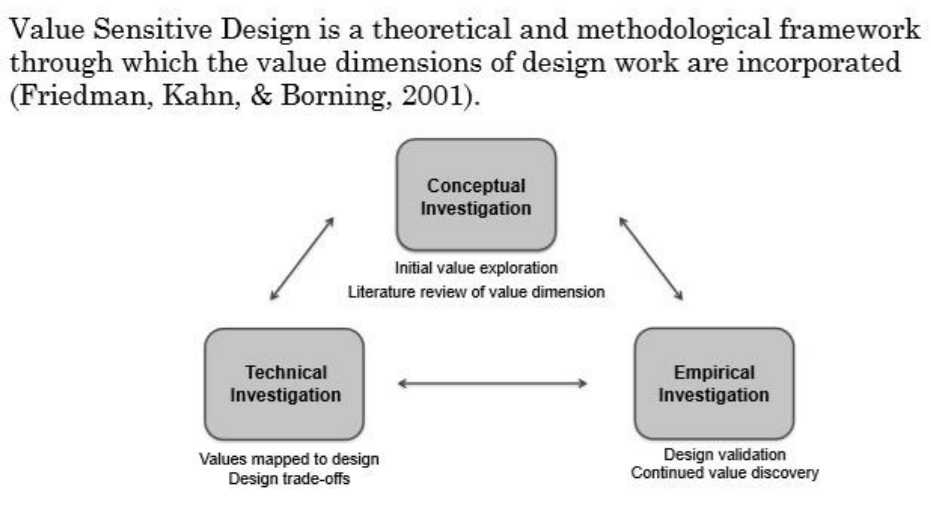 Value Sensitive Design is a theoretical and methodological framework
through which the value dimensions of design work are incorporated
(Friedman, Kahn, & Borning, 2001).
Conceptual
Investigation
Initial value exploration
Literature review of value dimension
Technical
Investigation
Values mapped to design
Design trade-offs
Empirical
Investigation
Design validation
Continued value discovery